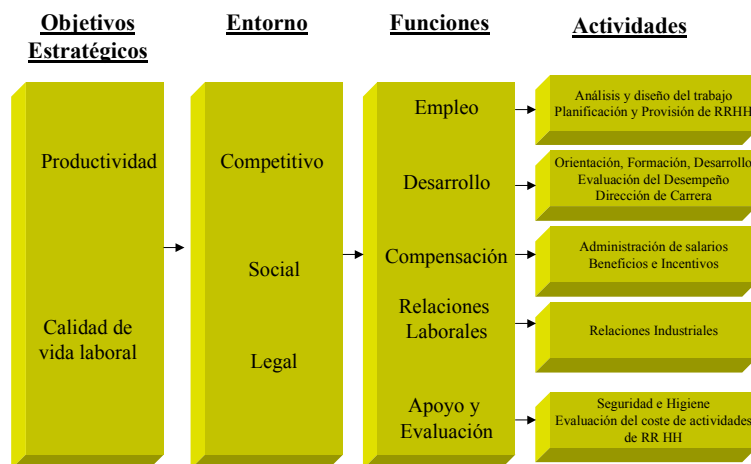 Objetivos
Estratégicos
Productividad
Calidad de
vida laboral
Entorno
Competitivo
Social
Legal
Funciones
Empleo
Desarrollo
Compensación
Relaciones
Laborales
Apoyo y
Evaluación
Actividades
Análisis y diseño del trabajo
Planificación y Provisión de RRHH
Orientación, Formación, Desarrollo
Evaluación del Desempeño
Dirección de Carrera
Administración de salarios
Beneficios e Incentivos
Relaciones Industriales
Seguridad e Higiene
Evaluación del coste de actividades
de RR HH